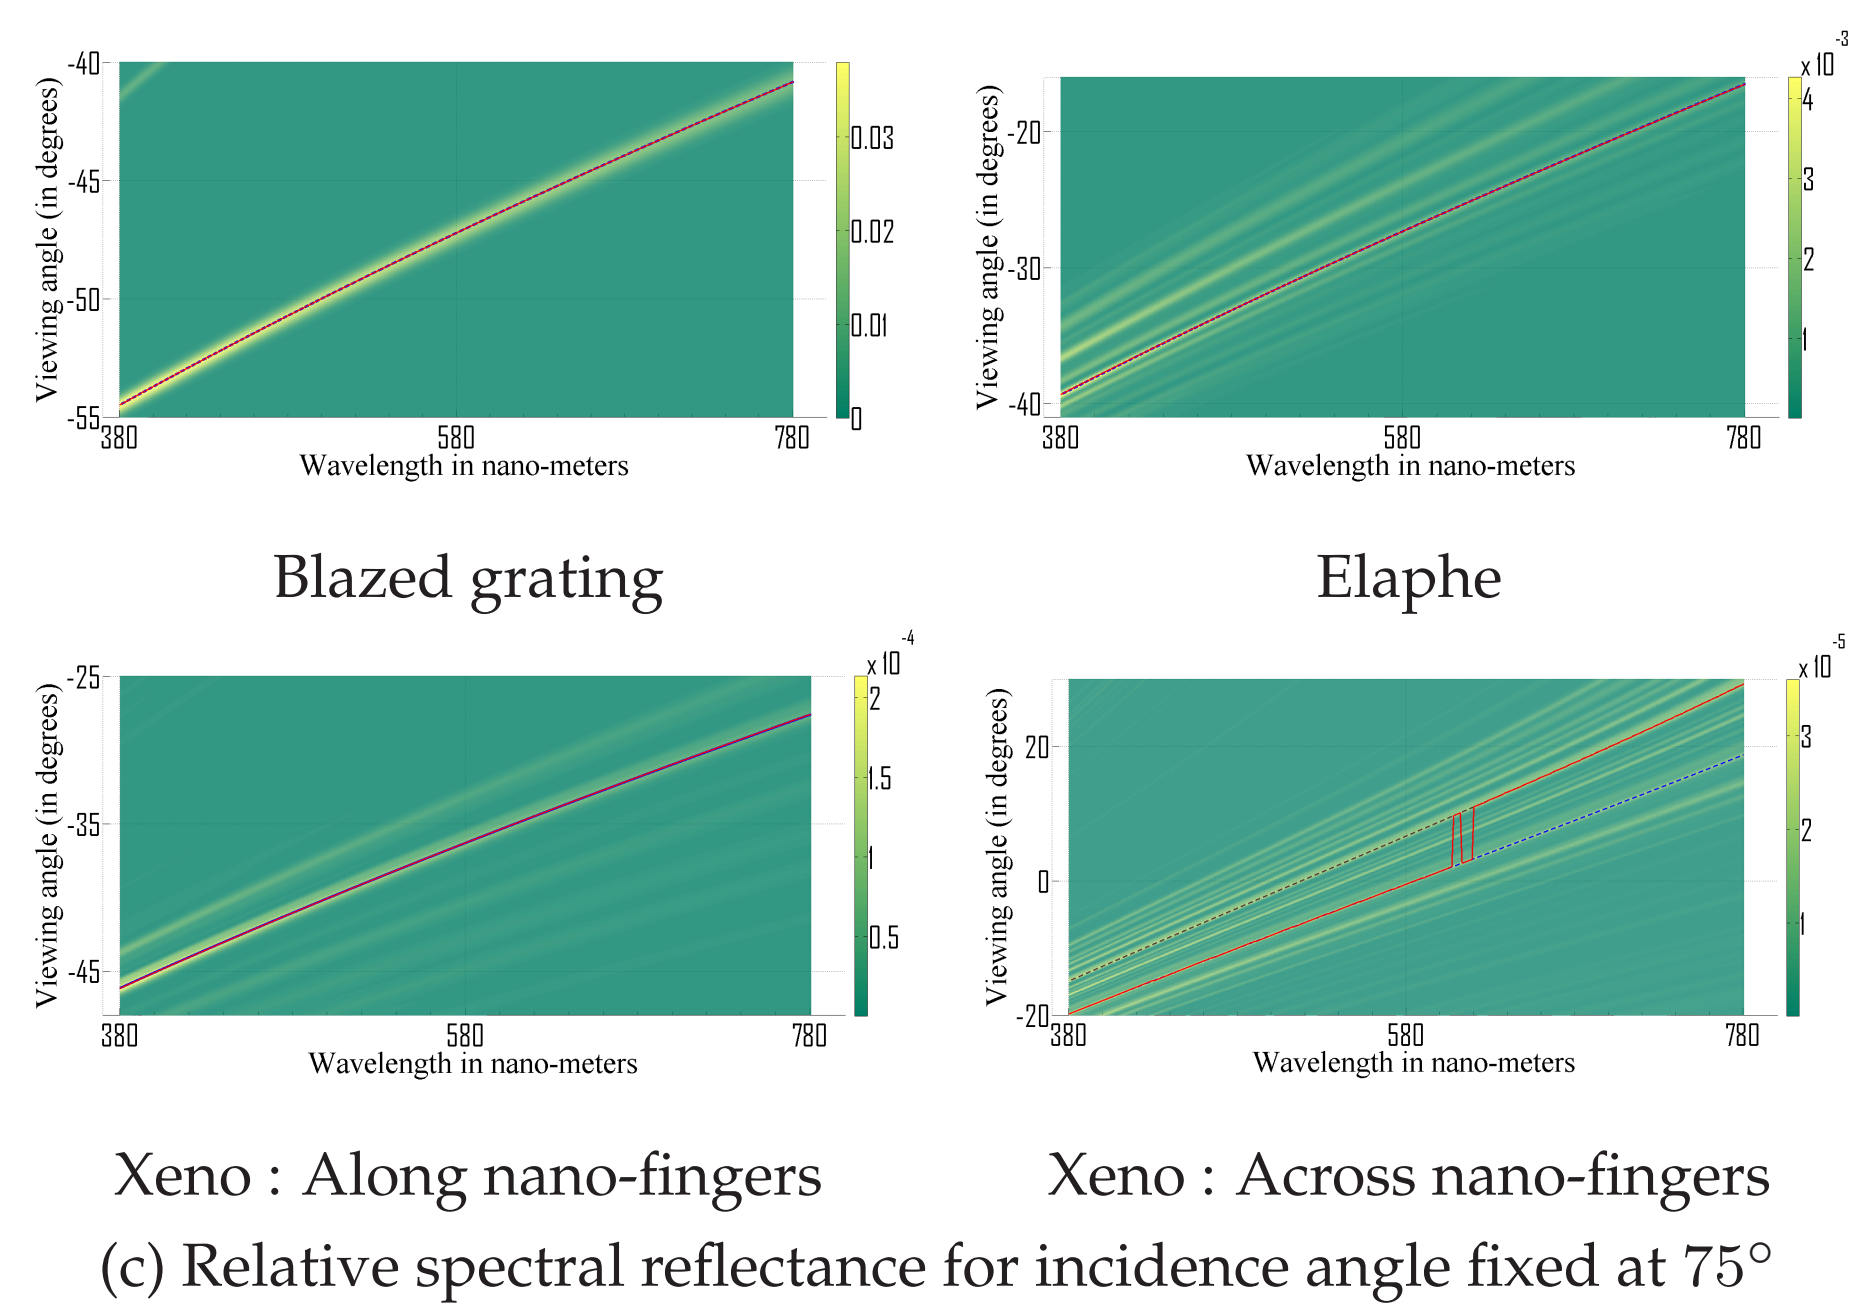 -40
-45
-50
-55
Viewing angle (in degrees)
380
580
780
Wavelength in nano-meters
0.03
0.02
0.01
0
Blazed grating
x 10 -3
-20
-30
-40
Viewing angle (in degrees)
380
580
780
Wavelength in nano-meters
4
3
2
1
Elaphe
x 10 -4
-25
-35
-45
Viewing angle (in degrees)
380
580
780
Wavelength in nano-meters
2
1.5
1
0.5
Xeno : Along nano-fingers
x 10 -5
20
0
-20
Viewing angle (in degrees)
380
580
780
Wavelength in nano-meters
3
2
1
Xeno : Across nano-fingers
(c) Relative spectral reflectance for incidence angle fixed at 75°